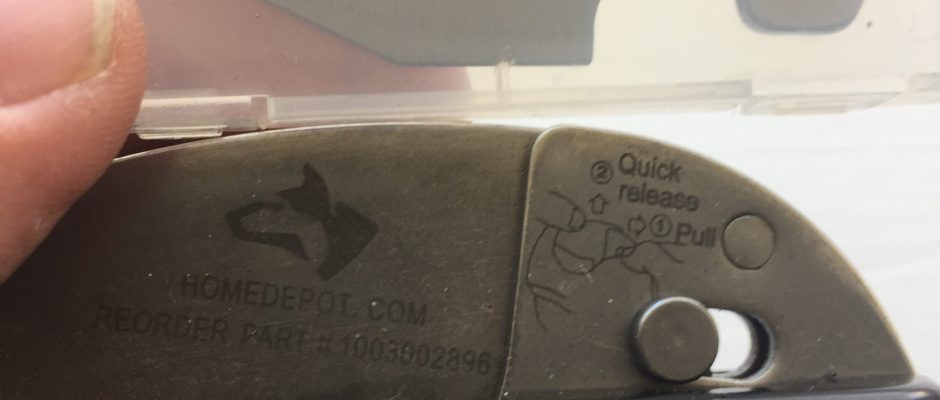 HOMEDEPOT.COM
REORDER PART #1003002896
② Quick
release
① Pull